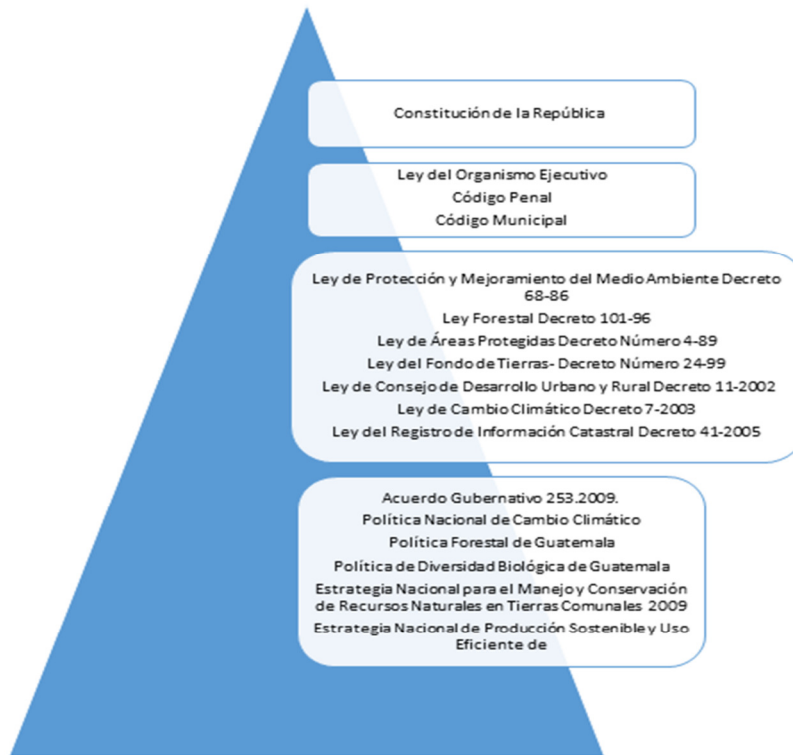 Constitución de la República
Ley del Organismo Ejecutivo
Código Penal
Código Municipal
Ley de Protección y Mejoramiento del Medio Ambiente Decreto
68-86
Ley Forestal Decreto 101-96
Ley de Áreas Protegidas Decreto Número 4-89
Ley del Fondo de Tierras- Decreto Número 24-99
Ley de Consejo de Desarrollo Urbano y Rural Decreto 11-2002
Ley de Cambio Climático Decreto 7-2003
Ley del Registro de Información Catastral Decreto 41-2005
Acuerdo Gubernativo 253.2009.
Política Nacional de Cambio Climático
Política Forestal de Guatemala
Política de Diversidad Biológica de Guatemala
Estrategia Nacional para el Manejo y Conservación
de Recursos Naturales en Tierras Comunales 2009
Estrategia Nacional de Producción Sostenible y Uso
Eficiente de